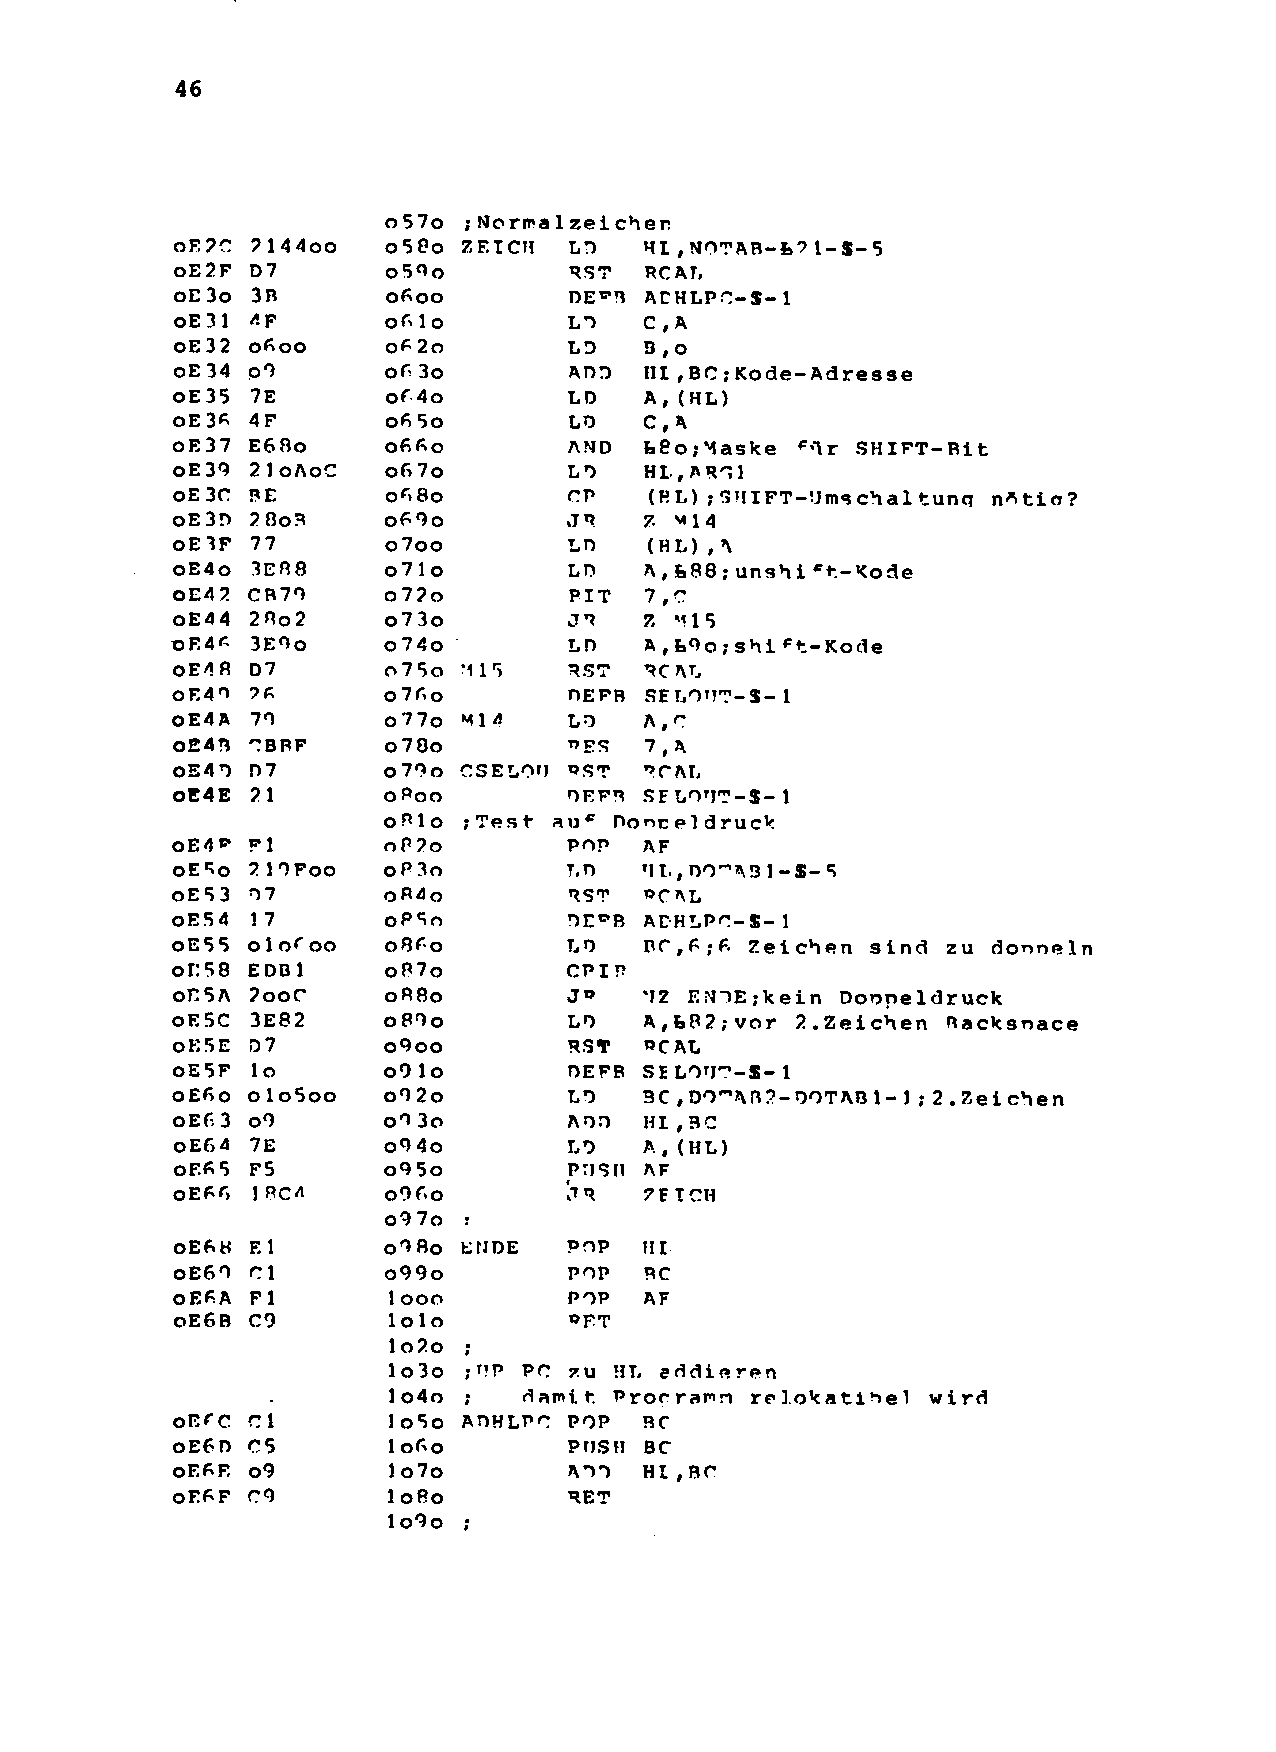 46
o57o ;Normalzeichen
oE2C 2144oo o58o ZEICH LD HL,NOTAB-&21-$-5
oE2F D7 o59o RST RCAL
oE3o 3B o6oo DEFB ADHLPC-$-1
oE31 4F o61o LD C,A
oE32 o6oo o62o LD B,o
oE34 o9 o63o ADD HL,BC;Kode-Adresse
oE35 7E o64o LD A,(HL)
oE36 4F o65o LD C,A
oE37 E68o o66o AND &8o;Maske für SHIFT-Bit
oE39 21oAoC o67o LD HL,ARG1
oE3C BE o68o CP (HL);SHIFT-Umschaltung nötig?
oE3D 28oB o69o JR Z M14
oE3F 77 o7oo LD (HL),A
oE4o 3E88 o71o LD A,&88;unshift-Kode
oE42 CB79 o72o BIT 7,C
oE44 28o2 o73o JR Z M15
oE46 3E9o o74o LD A,&9o;shift-Kode
oE48 D7 o75o M15 RST RCAL
oE49 26 o76o DEFB SELOUT-$-1
oE4A 79 o77o M14 LD A,C
oE4B CBBF o78o RES 7,A
oE4D D7 o79o CSELOU RST RCAL
oE4E 21 o8oo DEFB SELOUT-$-1
o81o ;Test auf Doppeldruck
oE4F F1 o82o POP AF
oE5o 219Foo o83o LD HL,DOTAB1-$-5
oE53 D7 o84o RST RCAL
oE54 17 o85o DEFB ADHLPC-$-1
oE55 o1o6oo o86o LD BC,6;6 Zeichen sind zu doppeln
oE58 EDB1 o87o CPIR
oE5A 2ooC o88o JR NZ ENDE;kein Doppeldruck
oE5C 3E82 o89o LD A,&82;vor 2.Zeichen Backspace
oE5E D7 o9oo RST RCAL
oE5F 1o o91o DEFB SELOUT-$-1
oE6o o1o5oo o92o LD BC,DOTAB2-DOTAB1-1;2.Zeichen
oE63 o9 o93o ADD HL,BC
oE64 7E o94o LD A,(HL)
oE65 F5 o95o PUSH AF
oE66 18C4 o96o JR ZEICH
o97o ;
oE68 E1 o98o ENDE POP HL
oE69 C1 o99o POP BC
oE6A F1 1ooo POP AF
oE6B C9 1o1o RET
1o2o ;
1o3o ;UP PC zu HL addieren
1o4o ; damit Programm relokatibel wird
oE6C C1 1o5o ADHLPC POP BC
oE6D C5 1o6o PUSH BC
oE6E o9 1o7o ADD HL,BC
oE6F C9 1o8o RET
1o9o ;